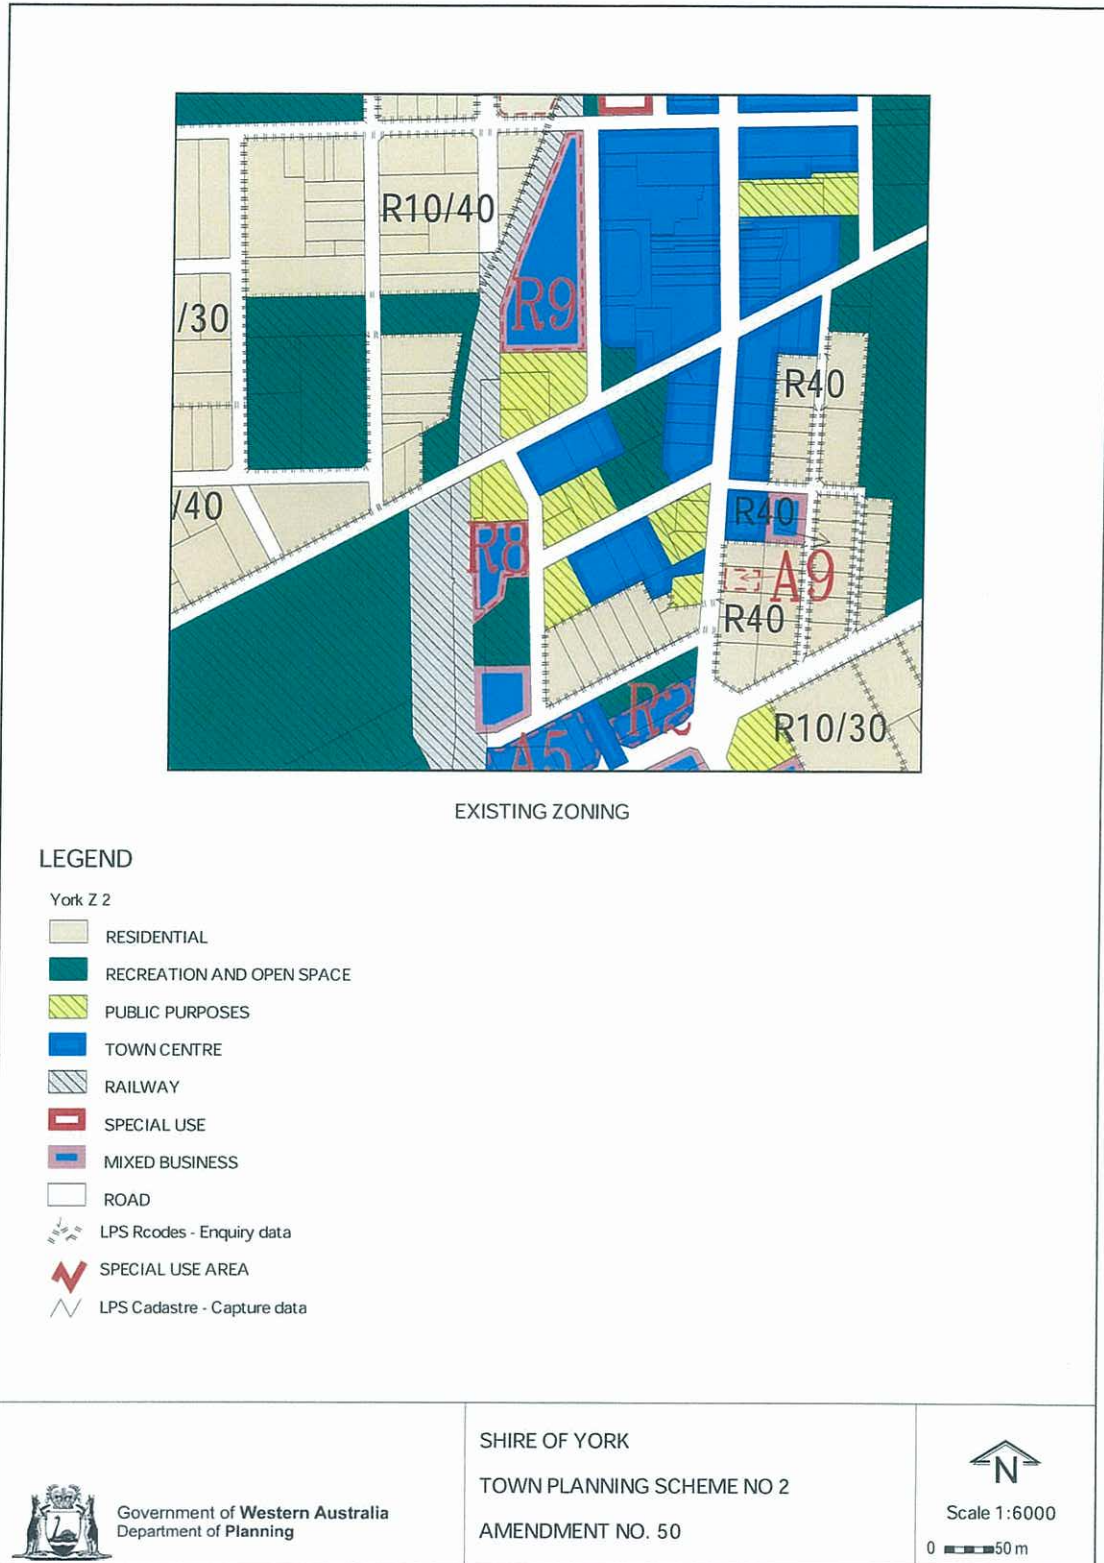 R10/40
R9
/30
R40
/40
R40
R8
A9
R40
R2
R10/30
A5
EXISTING ZONING
LEGEND
York Z 2
RESIDENTIAL
RECREATION AND OPEN SPACE
PUBLIC PURPOSES
TOWN CENTRE
RAILWAY
SPECIAL USE
MIXED BUSINESS
ROAD
LPS Rcodes - Enquiry data
SPECIAL USE AREA
LPS Cadastre - Capture data
Government of Western Australia
Department of Planning
SHIRE OF YORK
TOWN PLANNING SCHEME NO 2
AMENDMENT NO. 50
N
Scale 1:6000
0 50 m